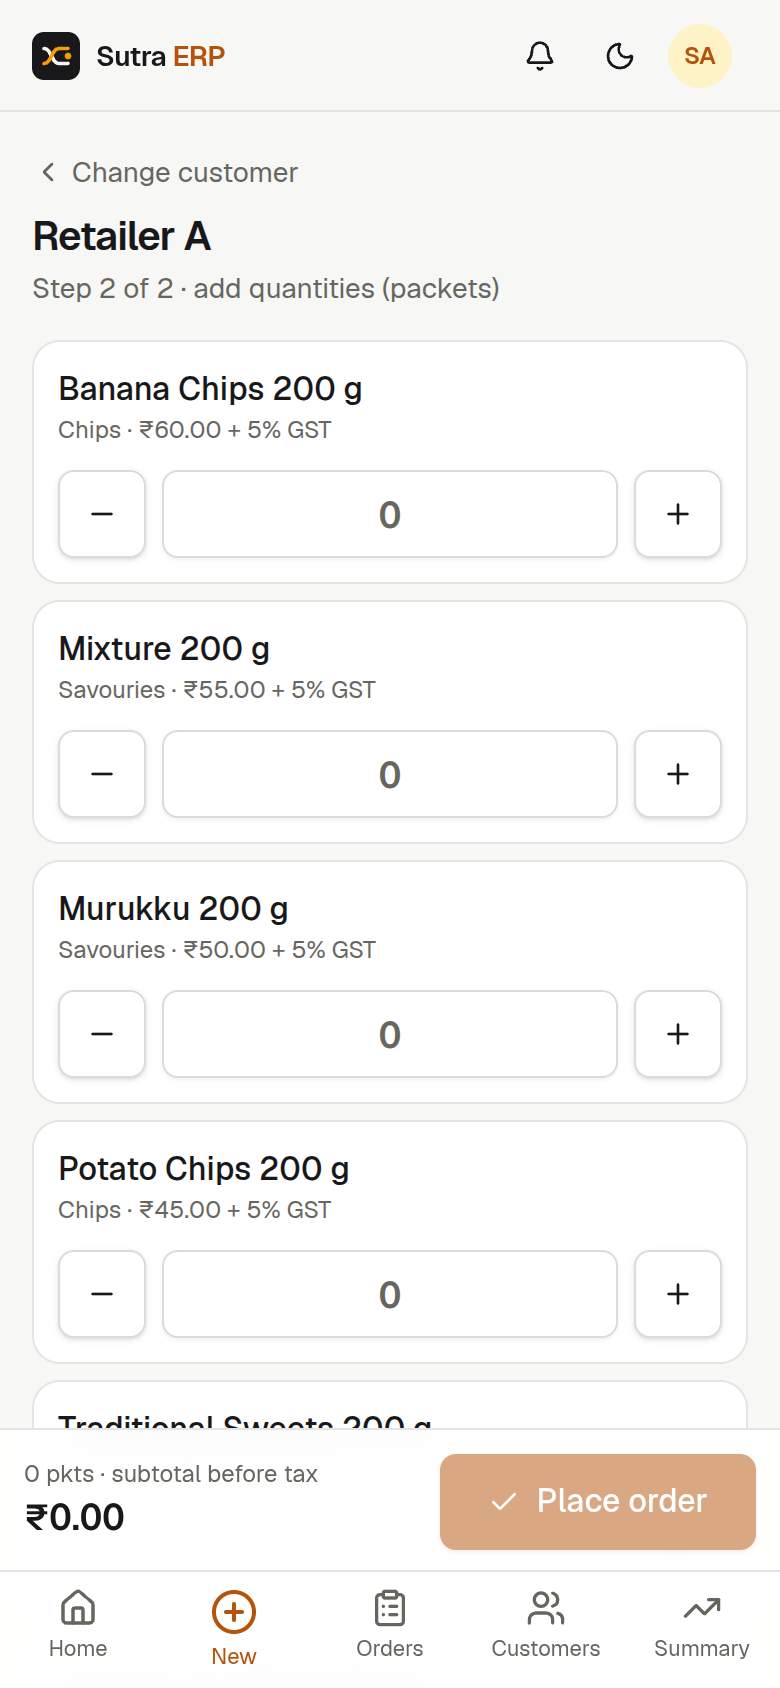 Sutra ERP
SA
Change customer
Retailer A
Step 2 of 2 · add quantities (packets)
Banana Chips 200 g
Chips · ₹60.00 + 5% GST
0
Mixture 200 g
Savouries · ₹55.00 + 5% GST
0
Murukku 200 g
Savouries · ₹50.00 + 5% GST
0
Potato Chips 200 g
Chips · ₹45.00 + 5% GST
0
Traditional Sweets 200 g
0 pkts · subtotal before tax
₹0.00
Place order
Home
New
Orders
Customers
Summary